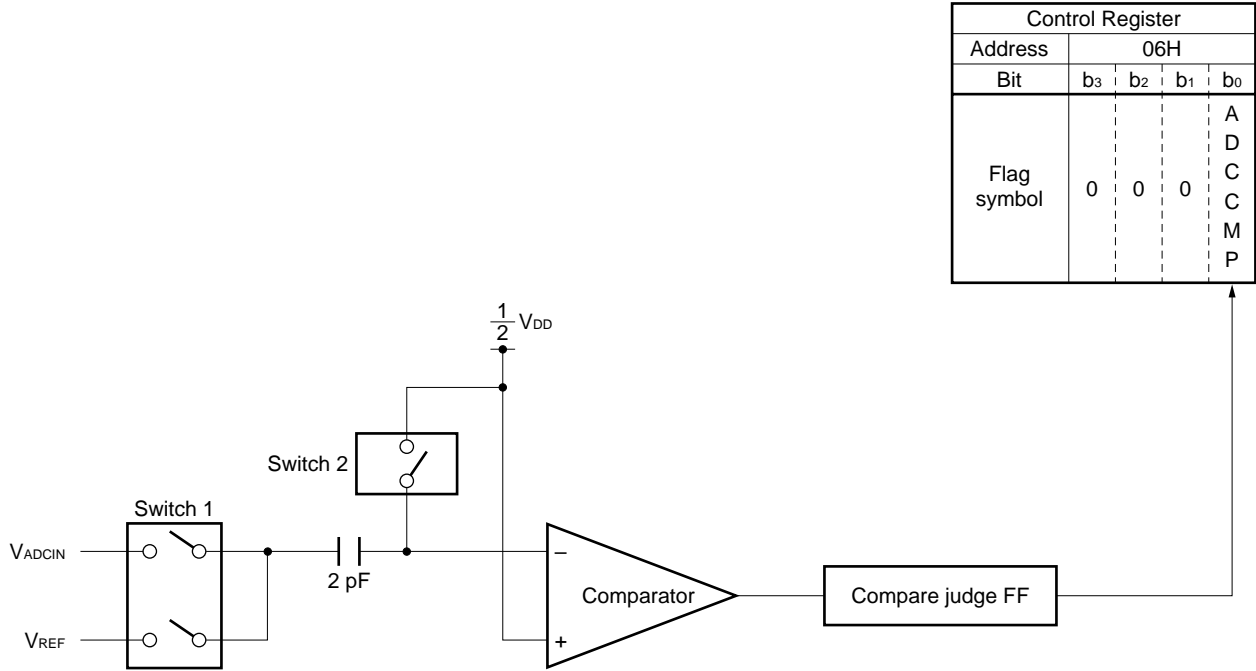 Control Register
Address 06H
Bit b3 b2 b1 b0
Flag symbol 0 0 0 A D C C M P
1/2 VDD
Switch 2
Switch 1
VADCIN
2 pF
VREF
−
+
Comparator
Compare judge FF